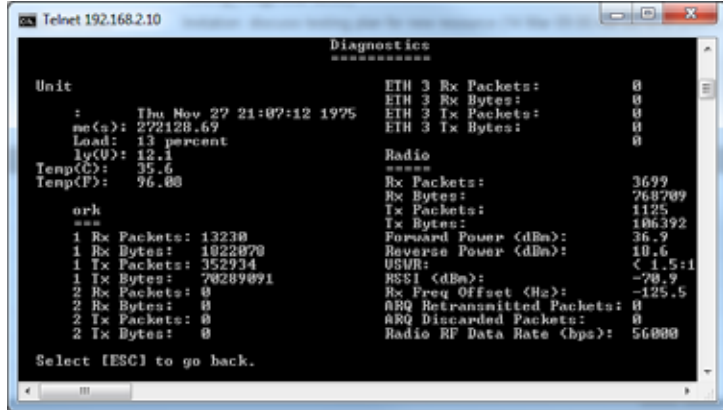 Telnet 192.168.2.10
Diagnostics
===========
Unit
: Thu Nov 27 21:07:12 1975
me(s): 272128.69
Load: 13 percent
ly(V): 12.1
Temp(C): 35.6
Temp(F): 96.08
ork
===
1 Rx Packets: 13230
1 Rx Bytes: 1822078
1 Tx Packets: 352934
1 Tx Bytes: 70289091
2 Rx Packets: 0
2 Rx Bytes: 0
2 Tx Packets: 0
2 Tx Bytes: 0
ETH 3 Rx Packets: 0
ETH 3 Rx Bytes: 0
ETH 3 Tx Packets: 0
ETH 3 Tx Bytes: 0
0
Radio
=====
Rx Packets: 3699
Rx Bytes: 768709
Tx Packets: 1125
Tx Bytes: 106392
Forward Power (dBm): 36.9
Reverse Power (dBm): 18.6
VSWR: < 1.5:1
RSSI (dBm): -70.9
Rx Freq Offset (Hz): -125.5
ARQ Retransmitted Packets: 0
ARQ Discarded Packets: 0
Radio RF Data Rate (bps): 56000
Select [ESC] to go back.